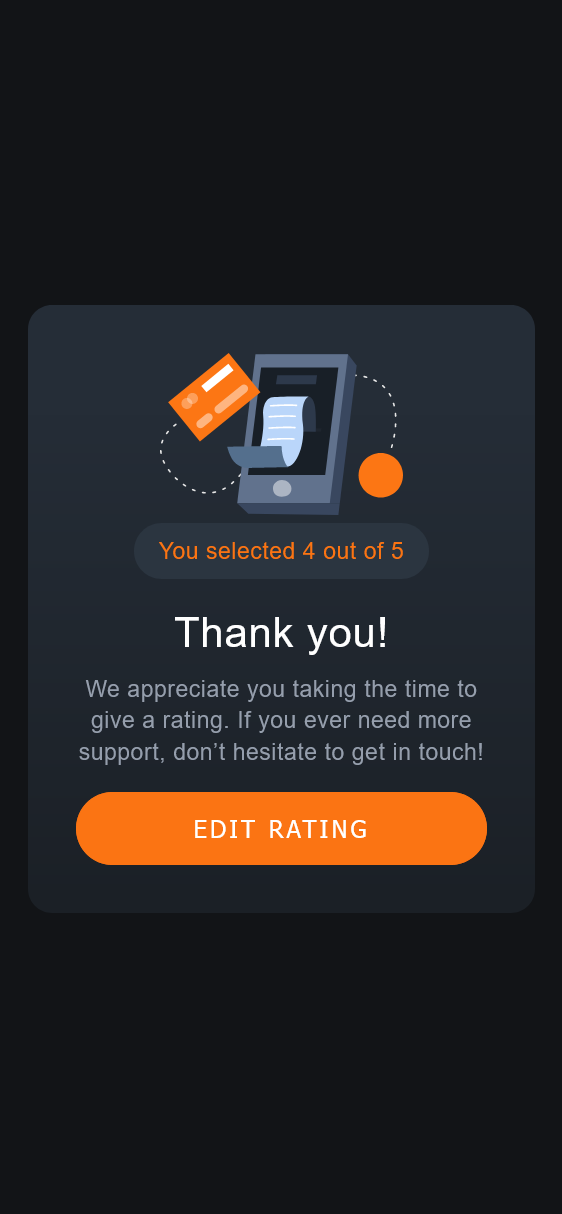 You selected 4 out of 5
Thank you!
We appreciate you taking the time to
give a rating. If you ever need more
support, don’t hesitate to get in touch!
EDIT RATING